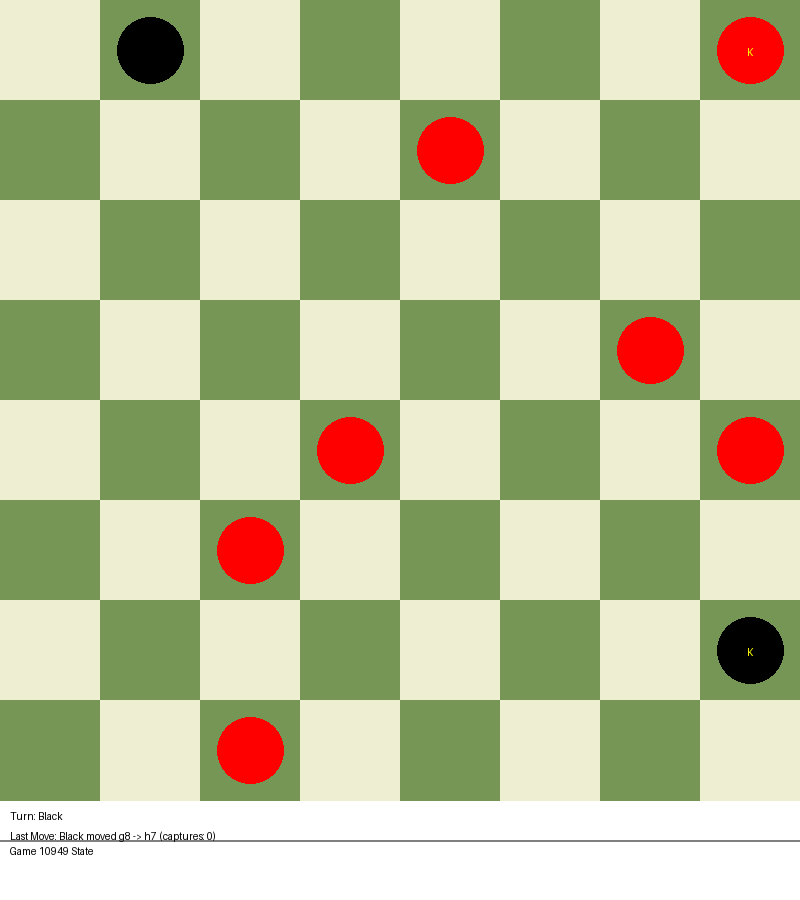 K
K
Turn: Black
Last Move: Black moved g8 -> h7 (captures: 0)
Game 10949 State